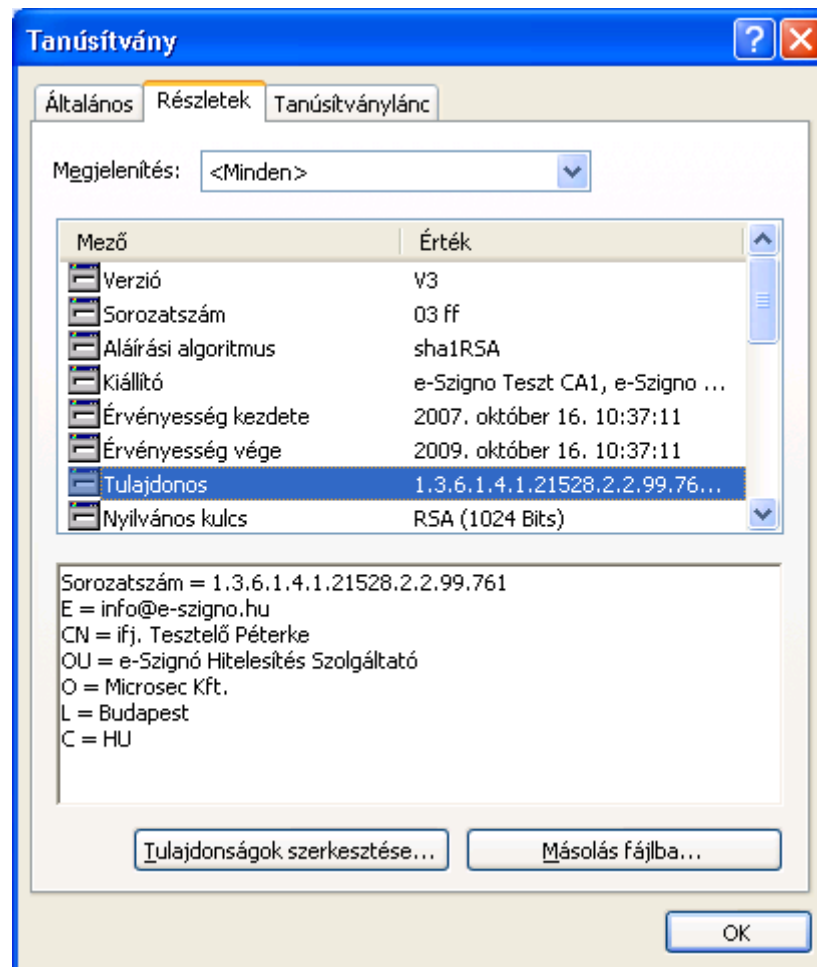 Tanúsítvány
Általános Részletek Tanúsítványlánc
Megjelenítés: <Minden>
Mező Érték
Verzió V3
Sorozatszám 03 ff
Aláírási algoritmus sha1RSA
Kiállító e-Szigno Teszt CA1, e-Szigno ...
Érvényesség kezdete 2007. október 16. 10:37:11
Érvényesség vége 2009. október 16. 10:37:11
Tulajdonos 1.3.6.1.4.1.21528.2.2.99.76...
Nyilvános kulcs RSA (1024 Bits)
Sorozatszám = 1.3.6.1.4.1.21528.2.2.99.761
E = info@e-szigno.hu
CN = ifj. Tesztelő Péterke
OU = e-Szignó Hitelesítés Szolgáltató
O = Microsec Kft.
L = Budapest
C = HU
Tulajdonságok szerkesztése... Másolás fájlba...
OK